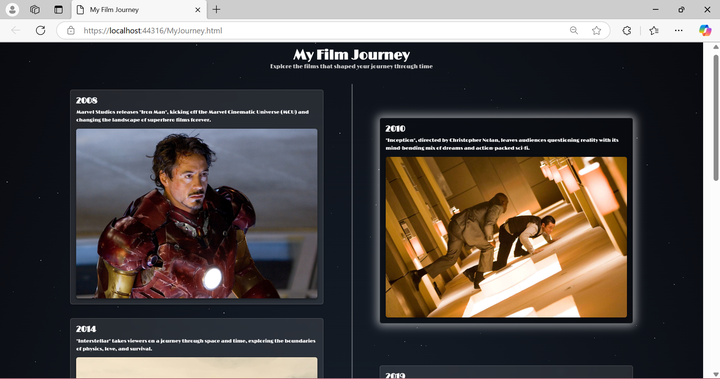 My Film Journey
https://localhost:44316/MyJourney.html
My Film Journey
Explore the films that shaped your journey through time
2008
Marvel Studios releases "Iron Man", kicking off the Marvel Cinematic Universe (MCU) and
changing the landscape of superhero films forever.
2010
"Inception", directed by Christopher Nolan, leaves audiences questioning reality with its
mind-bending mix of dreams and action-packed sci-fi.
2014
"Interstellar" takes viewers on a journey through space and time, exploring the boundaries
of physics, love, and survival.
2019